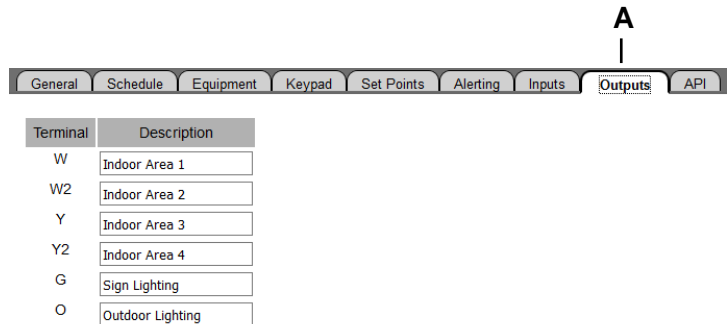 A
General Schedule Equipment Keypad Set Points Alerting Inputs Outputs API
Terminal Description
W Indoor Area 1
W2 Indoor Area 2
Y Indoor Area 3
Y2 Indoor Area 4
G Sign Lighting
O Outdoor Lighting